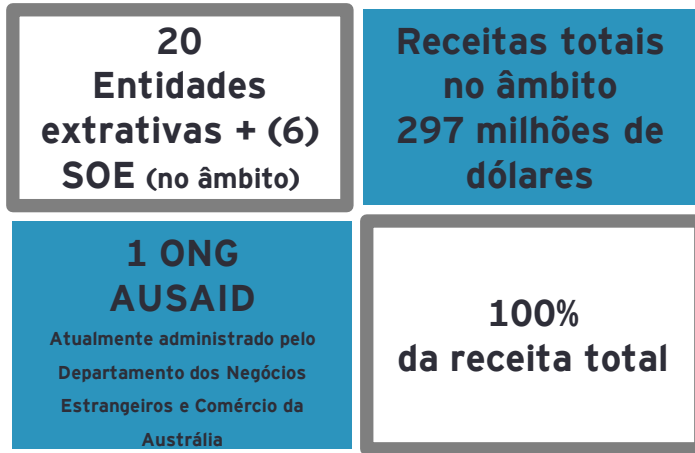 20
Entidades
extrativas + (6)
SOE (no âmbito)
Receitas totais
no âmbito
297 milhões de
dólares
1 ONG
AUSAID
Atualmente administrado pelo
Departamento dos Negócios
Estrangeiros e Comércio da
Austrália
100%
da receita total